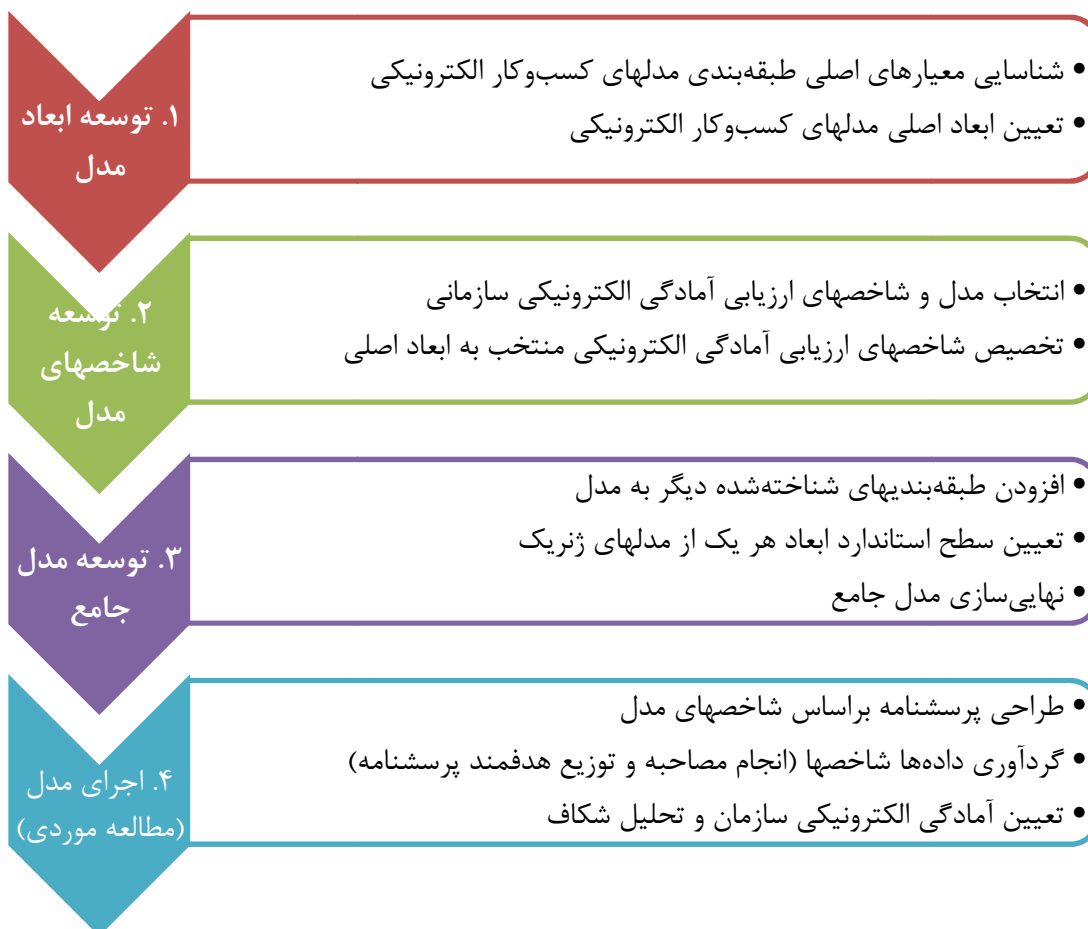 ۱. توسعه ابعاد
مدل
• شناسایی معیارهای اصلی طبقه‌بندی مدلهای کسب‌وکار الکترونیکی
• تعیین ابعاد اصلی مدلهای کسب‌وکار الکترونیکی
۲. توسعه
شاخصهای
مدل
• انتخاب مدل و شاخصهای ارزیابی آمادگی الکترونیکی سازمانی
• تخصیص شاخصهای ارزیابی آمادگی الکترونیکی منتخب به ابعاد اصلی
۳. توسعه مدل
جامع
• افزودن طبقه‌بندیهای شناخته‌شده دیگر به مدل
• تعیین سطح استاندارد ابعاد هر یک از مدلهای ژنریک
• نهایی‌سازی مدل جامع
۴. اجرای مدل
(مطالعه موردی)
• طراحی پرسشنامه براساس شاخصهای مدل
• گردآوری داده‌ها شاخصها (انجام مصاحبه و توزیع هدفمند پرسشنامه)
• تعیین آمادگی الکترونیکی سازمان و تحلیل شکاف